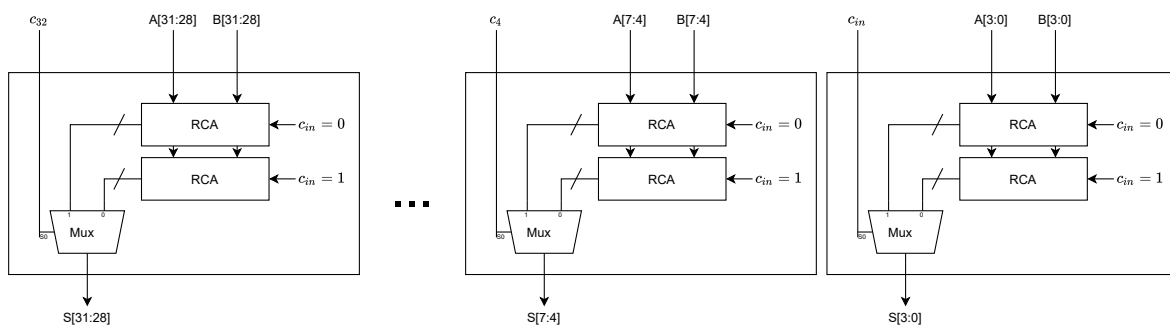 c32 A[31:28] B[31:28] c4 A[7:4] B[7:4] cin A[3:0] B[3:0]
RCA cin = 0 RCA cin = 0 RCA cin = 0
RCA cin = 1 RCA cin = 1 RCA cin = 1
...
1 0 1 0 1 0
S0 Mux S0 Mux S0 Mux
S[31:28] S[7:4] S[3:0]